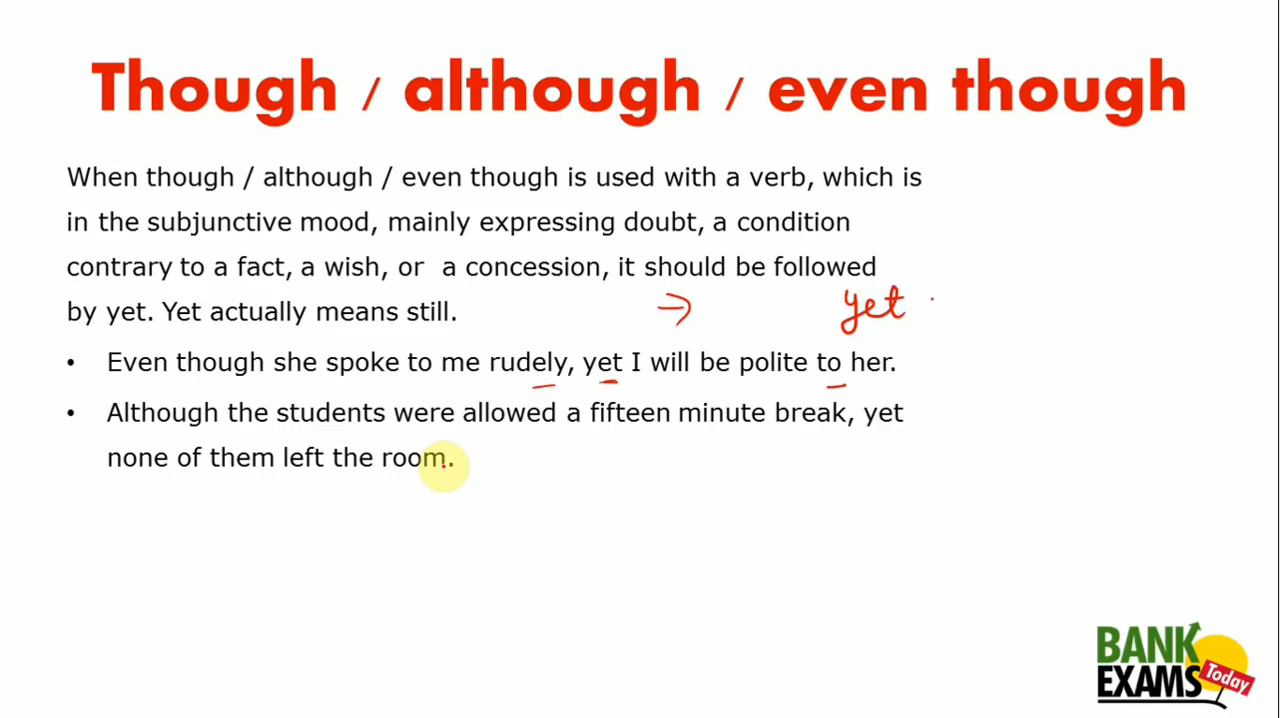 Though / although / even though
When though / although / even though is used with a verb, which is
in the subjunctive mood, mainly expressing doubt, a condition
contrary to a fact, a wish, or a concession, it should be followed
by yet. Yet actually means still.
yet
• Even though she spoke to me rudely, yet I will be polite to her.
• Although the students were allowed a fifteen minute break, yet
none of them left the room.
BANK
EXAMS Today